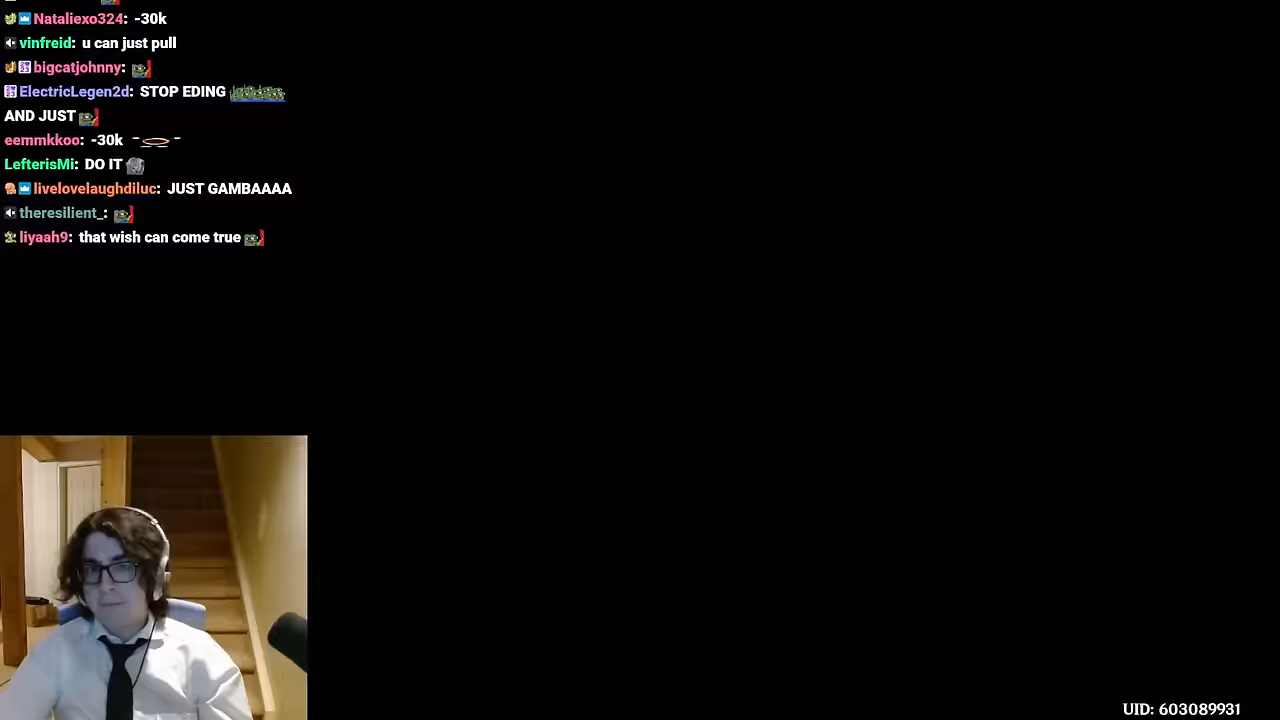 Nataliexo324: -30k
vinfreid: u can just pull
bigcatjohnny:
ElectricLegen2d: STOP EDING
AND JUST
eemmkkoo: -30k
LefterisMi: DO IT
livelovelaughdiluc: JUST GAMBAAAA
theresilient_:
liyaah9: that wish can come true
UID: 603089931